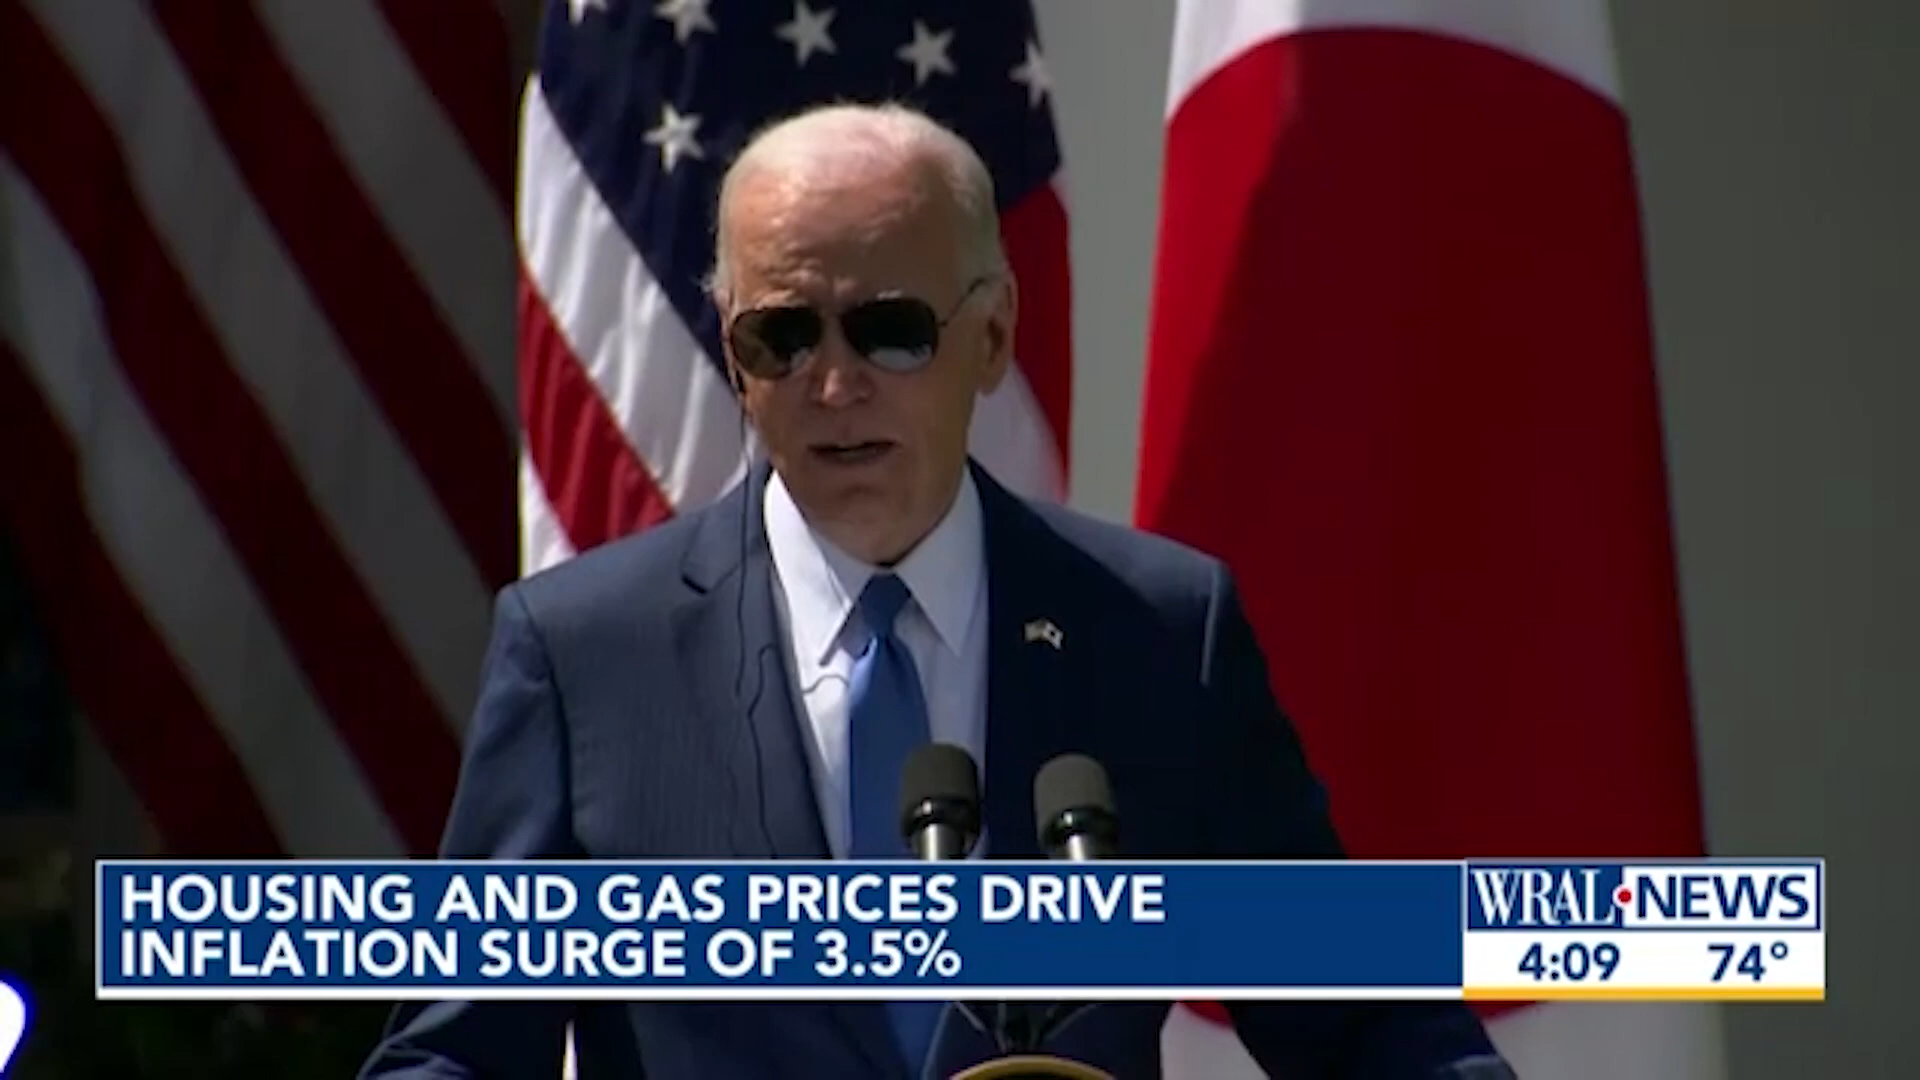 HOUSING AND GAS PRICES DRIVE
INFLATION SURGE OF 3.5%
WRAL NEWS
4:09 74°